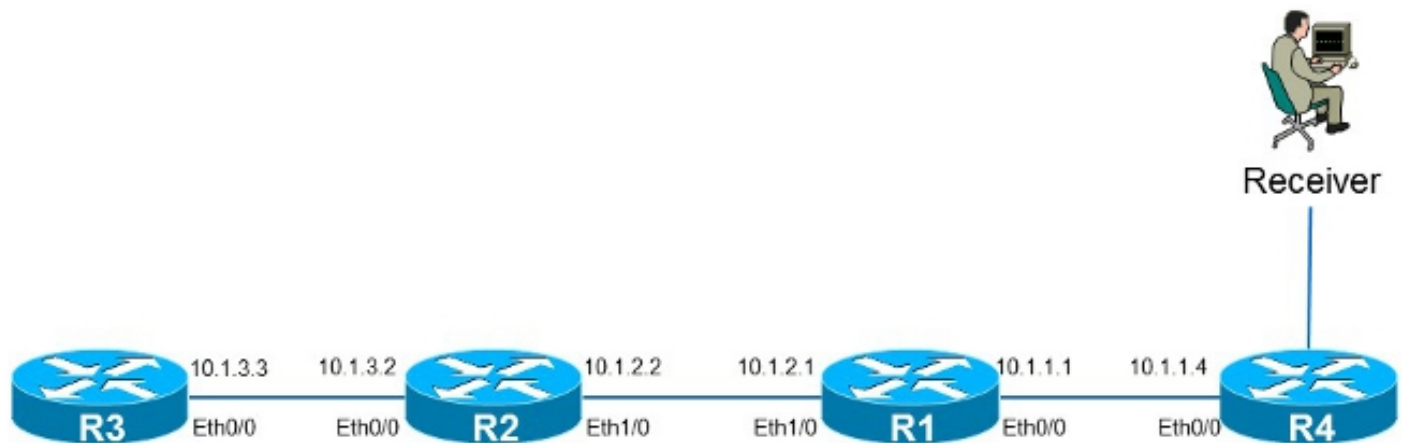 Receiver
10.1.3.3 10.1.3.2 10.1.2.2 10.1.2.1 10.1.1.1 10.1.1.4
R3 Eth0/0 Eth0/0 R2 Eth1/0 Eth1/0 R1 Eth0/0 Eth0/0 R4